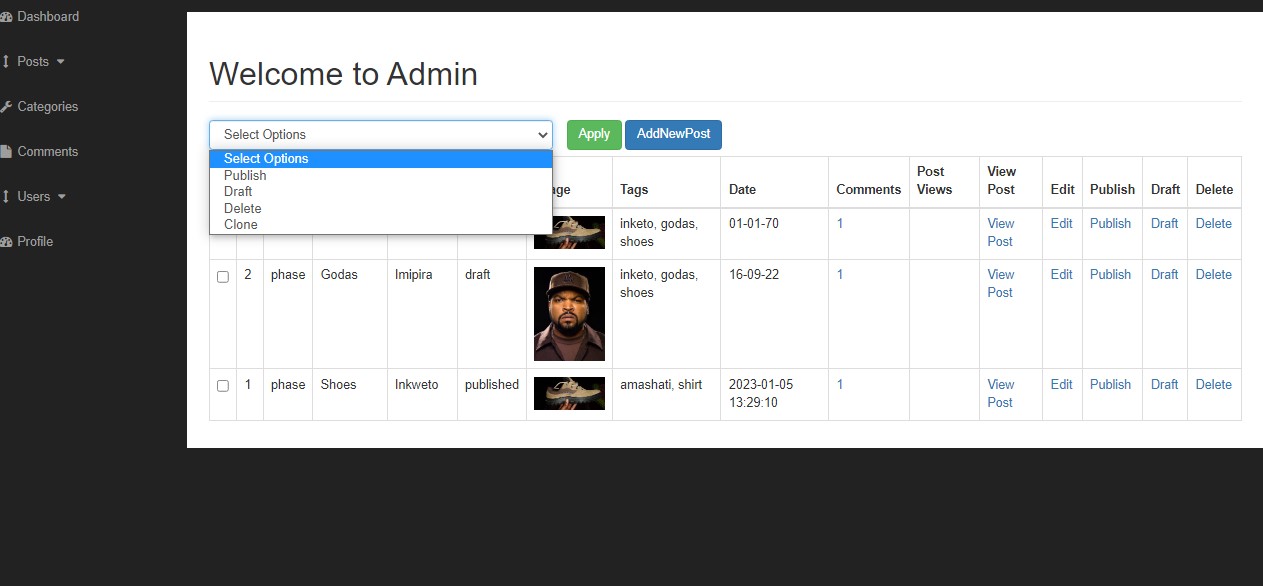 Dashboard
Posts
Categories
Comments
Users
Profile
Welcome to Admin
Select Options
Apply
AddNewPost
Select Options
Publish
Draft
Delete
Clone
Tags
Date
Comments
Post
Views
View
Post
Edit
Publish
Draft
Delete
inketo, godas,
shoes
01-01-70
1
View
Post
Edit
Publish
Draft
Delete
2
phase
Godas
Imipira
draft
inketo, godas,
shoes
16-09-22
1
View
Post
Edit
Publish
Draft
Delete
1
phase
Shoes
Inkweto
published
amashati, shirt
2023-01-05
13:29:10
1
View
Post
Edit
Publish
Draft
Delete